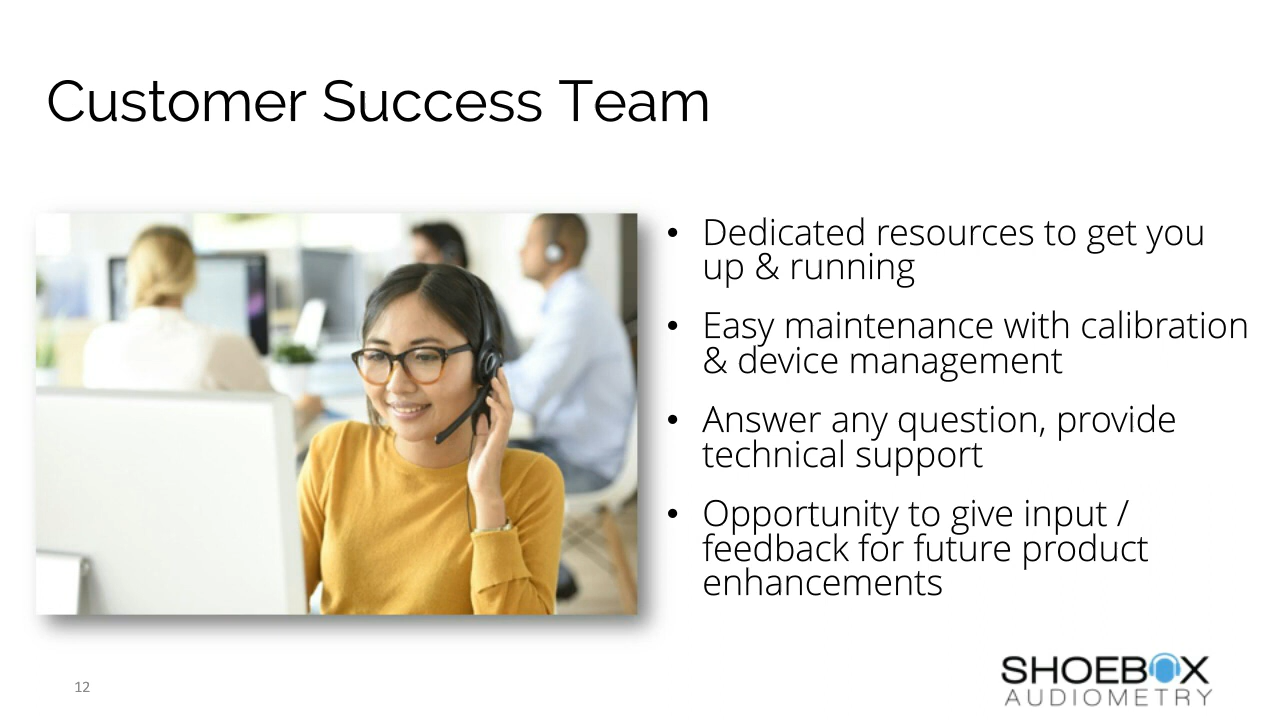 Customer Success Team
• Dedicated resources to get you
up & running
• Easy maintenance with calibration
& device management
• Answer any question, provide
technical support
• Opportunity to give input /
feedback for future product
enhancements
12
SHOEBOX
AUDIOMETRY